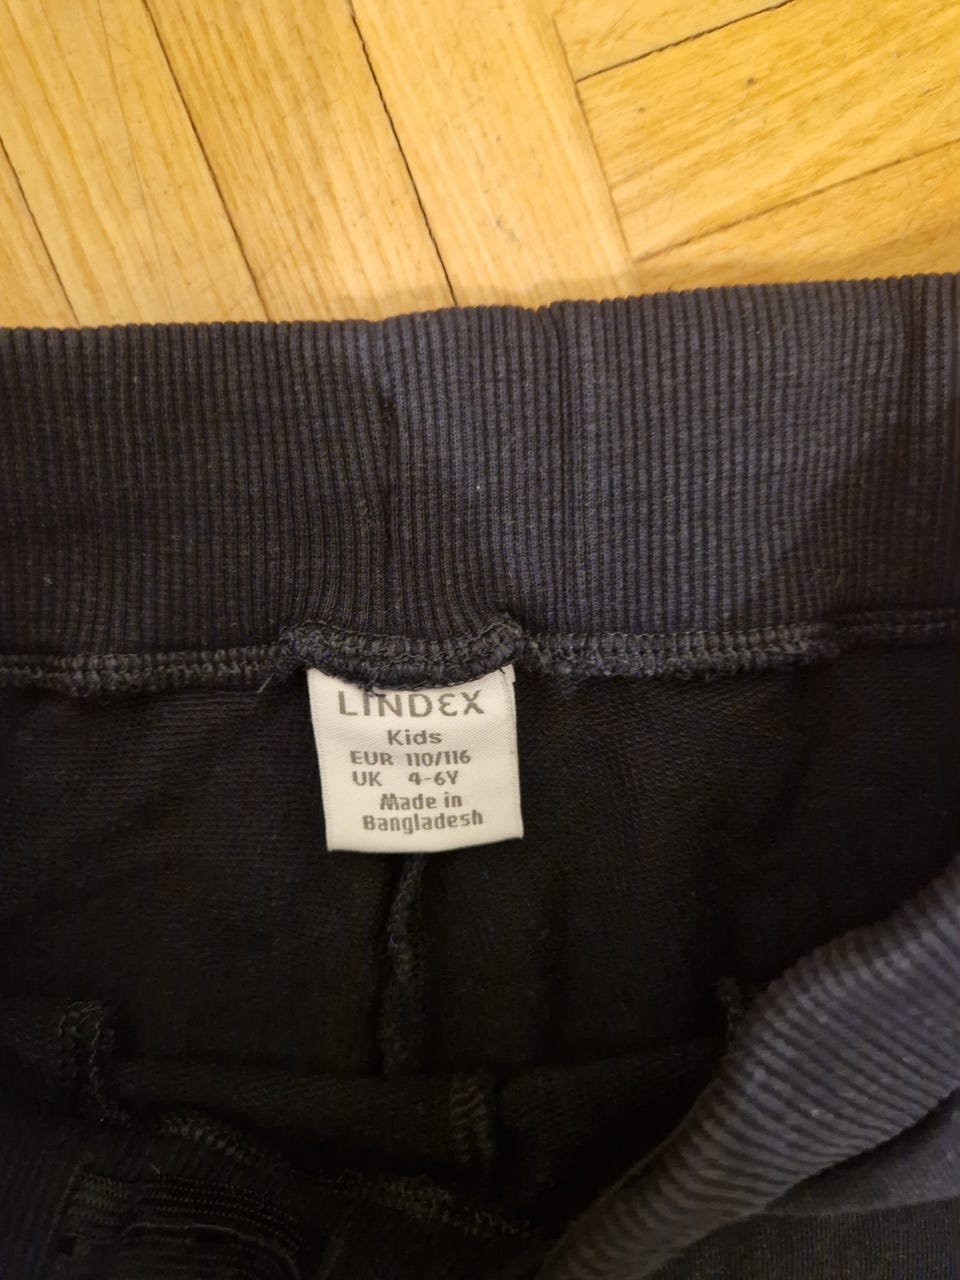 LINDEX
Kids
EUR 110/116
UK 4-6Y
Made in
Bangladesh